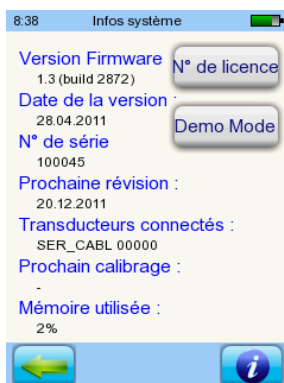 8:38 Infos système
Version Firmware
1.3 (build 2872)
N° de licence
Date de la version :
28.04.2011
Demo Mode
N° de série
100045
Prochaine révision :
20.12.2011
Transducteurs connectés :
SER_CABL 00000
Prochain calibrage :
-
Mémoire utilisée :
2%
i